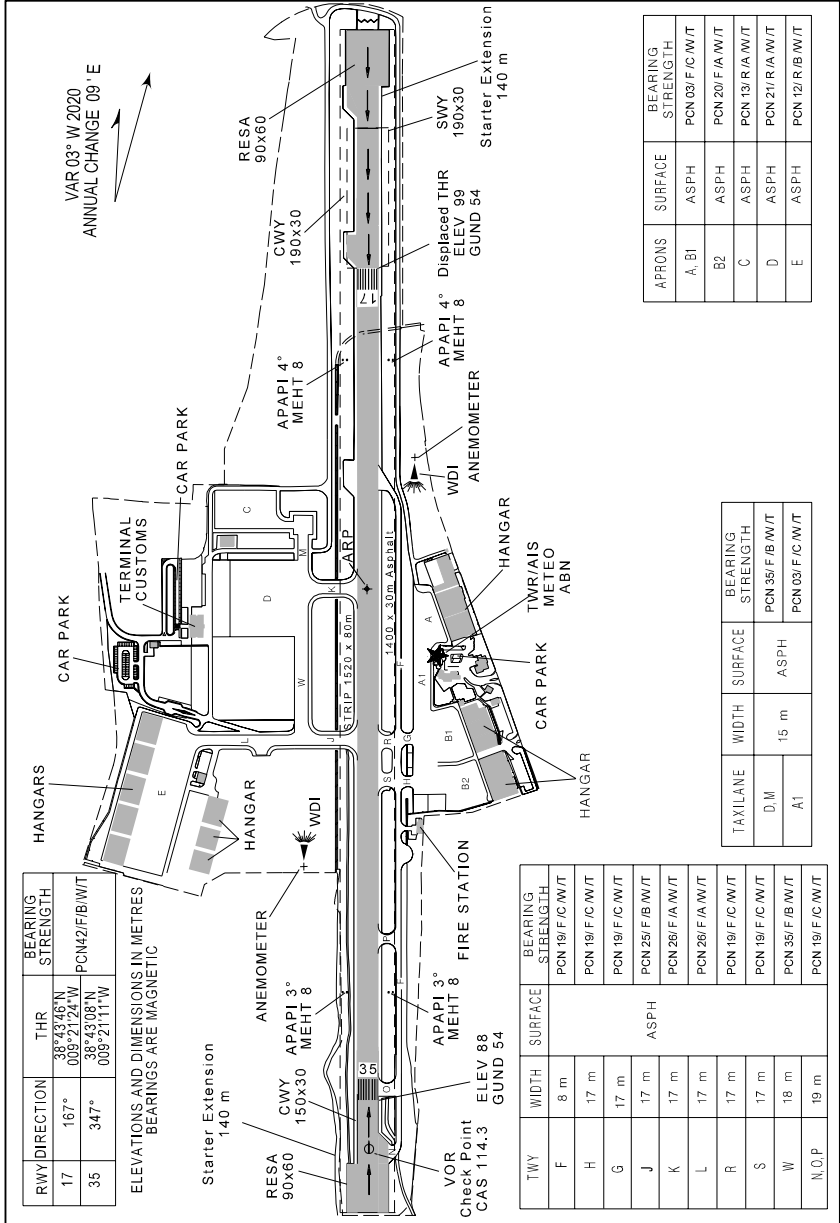 VAR 03° W 2020
ANNUAL CHANGE 09 ' E
RWY DIRECTION THR BEARING STRENGTH
17 167° 38°43'46"N 009°21'24"W PCN42/F/B/W/T
35 347° 38°43'08"N 009°21'11"W
ELEVATIONS AND DIMENSIONS IN METRES
BEARINGS ARE MAGNETIC
HANGARS
CAR PARK
TERMINAL
CUSTOMS
CAR PARK
HANGAR
WDI
ANEMOMETER
E
L
D
C
M
W
K
J
RESA
90x60
CWY
190x30
APAPI 4°
MEHT 8
SWY
190x30
Starter Extension
140 m
Displaced THR
ELEV 99
GUND 54
17
APAPI 4°
MEHT 8
ANEMOMETER
WDI
ARP
STRIP 1520 x 80m
1400 x 30m Asphalt
F
A
A1
B1
B2
R
G
S
H
P
F
O
N
HANGAR
TWR/AIS
METEO
ABN
CAR PARK
HANGAR
FIRE STATION
APAPI 3°
MEHT 8
APAPI 3°
MEHT 8
35
ELEV 88
GUND 54
Starter Extension
140 m
CWY
150x30
RESA
90x60
VOR
Check Point
CAS 114.3
TWY WIDTH SURFACE BEARING STRENGTH
F 8 m ASPH PCN 19/ F /C /W /T
H 17 m PCN 19/ F /C /W /T
G 17 m PCN 19/ F /C /W /T
J 17 m PCN 25/ F /B /W /T
K 17 m PCN 26/ F /A /W /T
L 17 m PCN 26/ F /A /W /T
R 17 m PCN 19/ F /C /W /T
S 17 m PCN 19/ F /C /W /T
W 18 m PCN 35/ F /B /W /T
N,O,P 19 m PCN 19/ F /C /W /T
TAXILANE WIDTH SURFACE BEARING STRENGTH
D, M 15 m ASPH PCN 35/ F /B /W /T
A1 PCN 03/ F /C /W /T
APRONS SURFACE BEARING STRENGTH
A, B1 ASPH PCN 03/ F /C /W /T
B2 ASPH PCN 20/ F /A /W /T
C ASPH PCN 13/ R /A /W /T
D ASPH PCN 21/ R /A /W /T
E ASPH PCN 12/ R /B /W /T